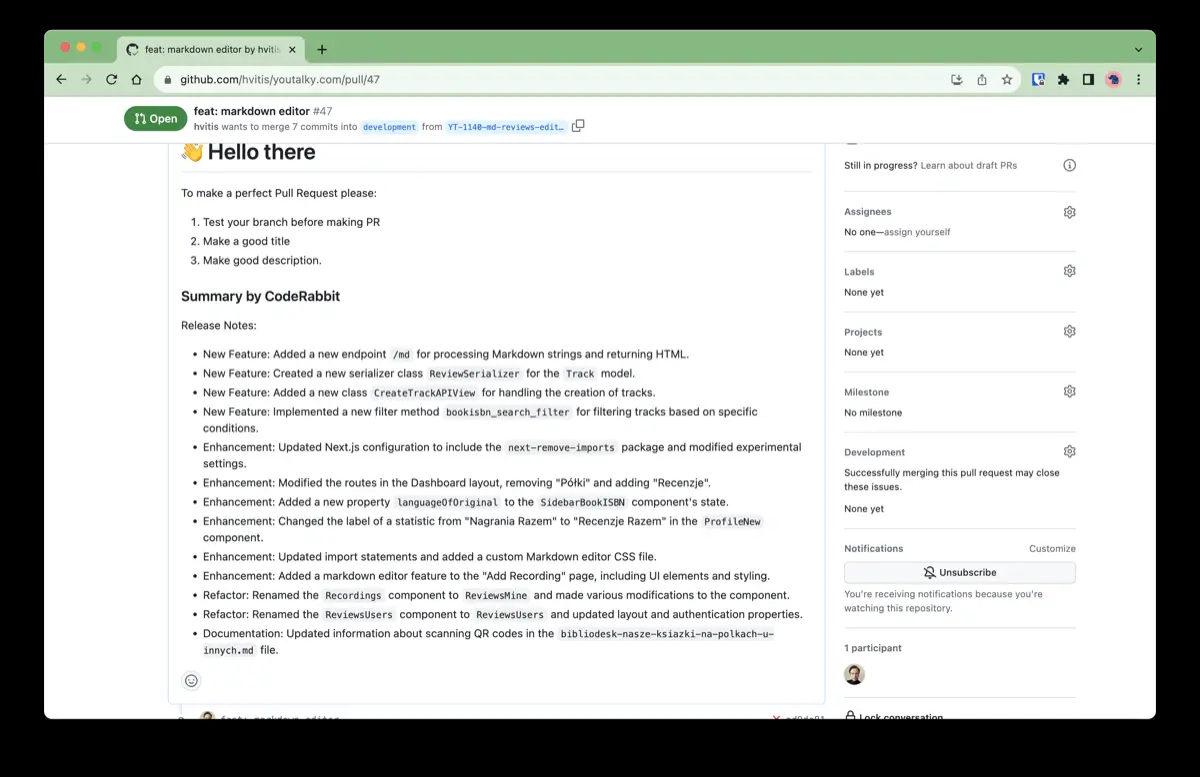 feat: markdown editor by hvitis
github.com/hvitis/youtalky.com/pull/47
Open
feat: markdown editor #47
hvitis wants to merge 7 commits into development from YT-1140-md-reviews-edit…
👋 Hello there
To make a perfect Pull Request please:
1. Test your branch before making PR
2. Make a good title
3. Make good description.
Summary by CodeRabbit
Release Notes:
• New Feature: Added a new endpoint /md for processing Markdown strings and returning HTML.
• New Feature: Created a new serializer class ReviewSerializer for the Track model.
• New Feature: Added a new class CreateTrackAPIView for handling the creation of tracks.
• New Feature: Implemented a new filter method bookisbn_search_filter for filtering tracks based on specific
conditions.
• Enhancement: Updated Next.js configuration to include the next-remove-imports package and modified experimental
settings.
• Enhancement: Modified the routes in the Dashboard layout, removing "Półki" and adding "Recenzje".
• Enhancement: Added a new property languageOfOriginal to the SidebarBookISBN component's state.
• Enhancement: Changed the label of a statistic from "Nagrania Razem" to "Recenzje Razem" in the ProfileNew
component.
• Enhancement: Updated import statements and added a custom Markdown editor CSS file.
• Enhancement: Added a markdown editor feature to the "Add Recording" page, including UI elements and styling.
• Refactor: Renamed the Recordings component to ReviewsMine and made various modifications to the component.
• Refactor: Renamed the ReviewsUsers component to ReviewsUsers and updated layout and authentication properties.
• Documentation: Updated information about scanning QR codes in the bibliodesk-nasze-ksiazki-na-polkach-u-
innych.md file.
feat: markdown editor
Still in progress? Learn about draft PRs
Assignees
No one—assign yourself
Labels
None yet
Projects
None yet
Milestone
No milestone
Development
Successfully merging this pull request may close
these issues.
None yet
Notifications
Customize
Unsubscribe
You're receiving notifications because you're
watching this repository.
1 participant
Lock conversation